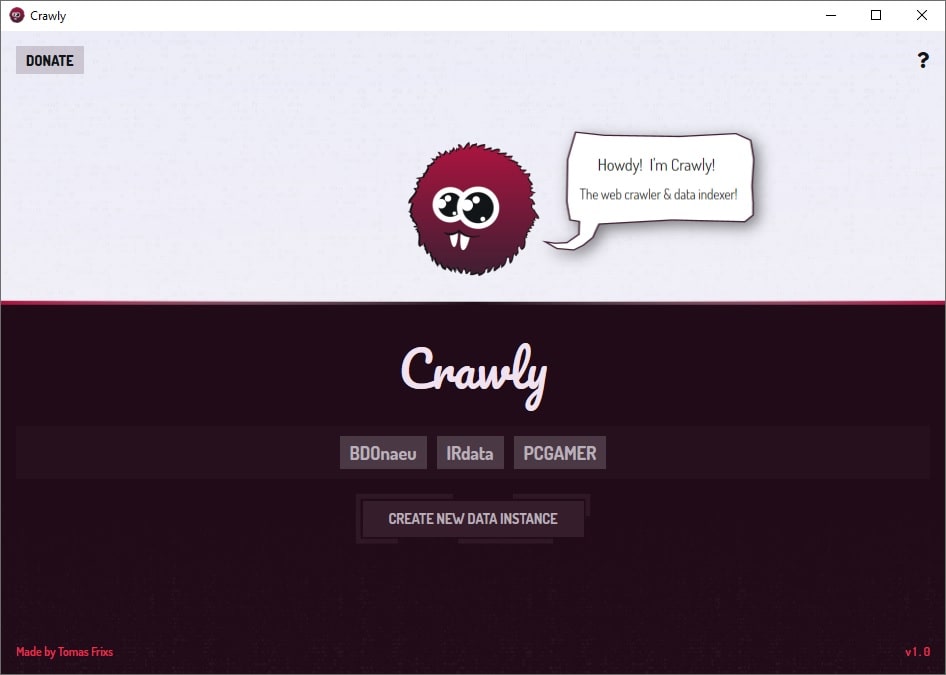 Crawly
DONATE
?
Howdy! I'm Crawly!
The web crawler & data indexer!
Crawly
BDOnaeu IRdata PCGAMER
CREATE NEW DATA INSTANCE
Made by Tomas Frixs
v1.0